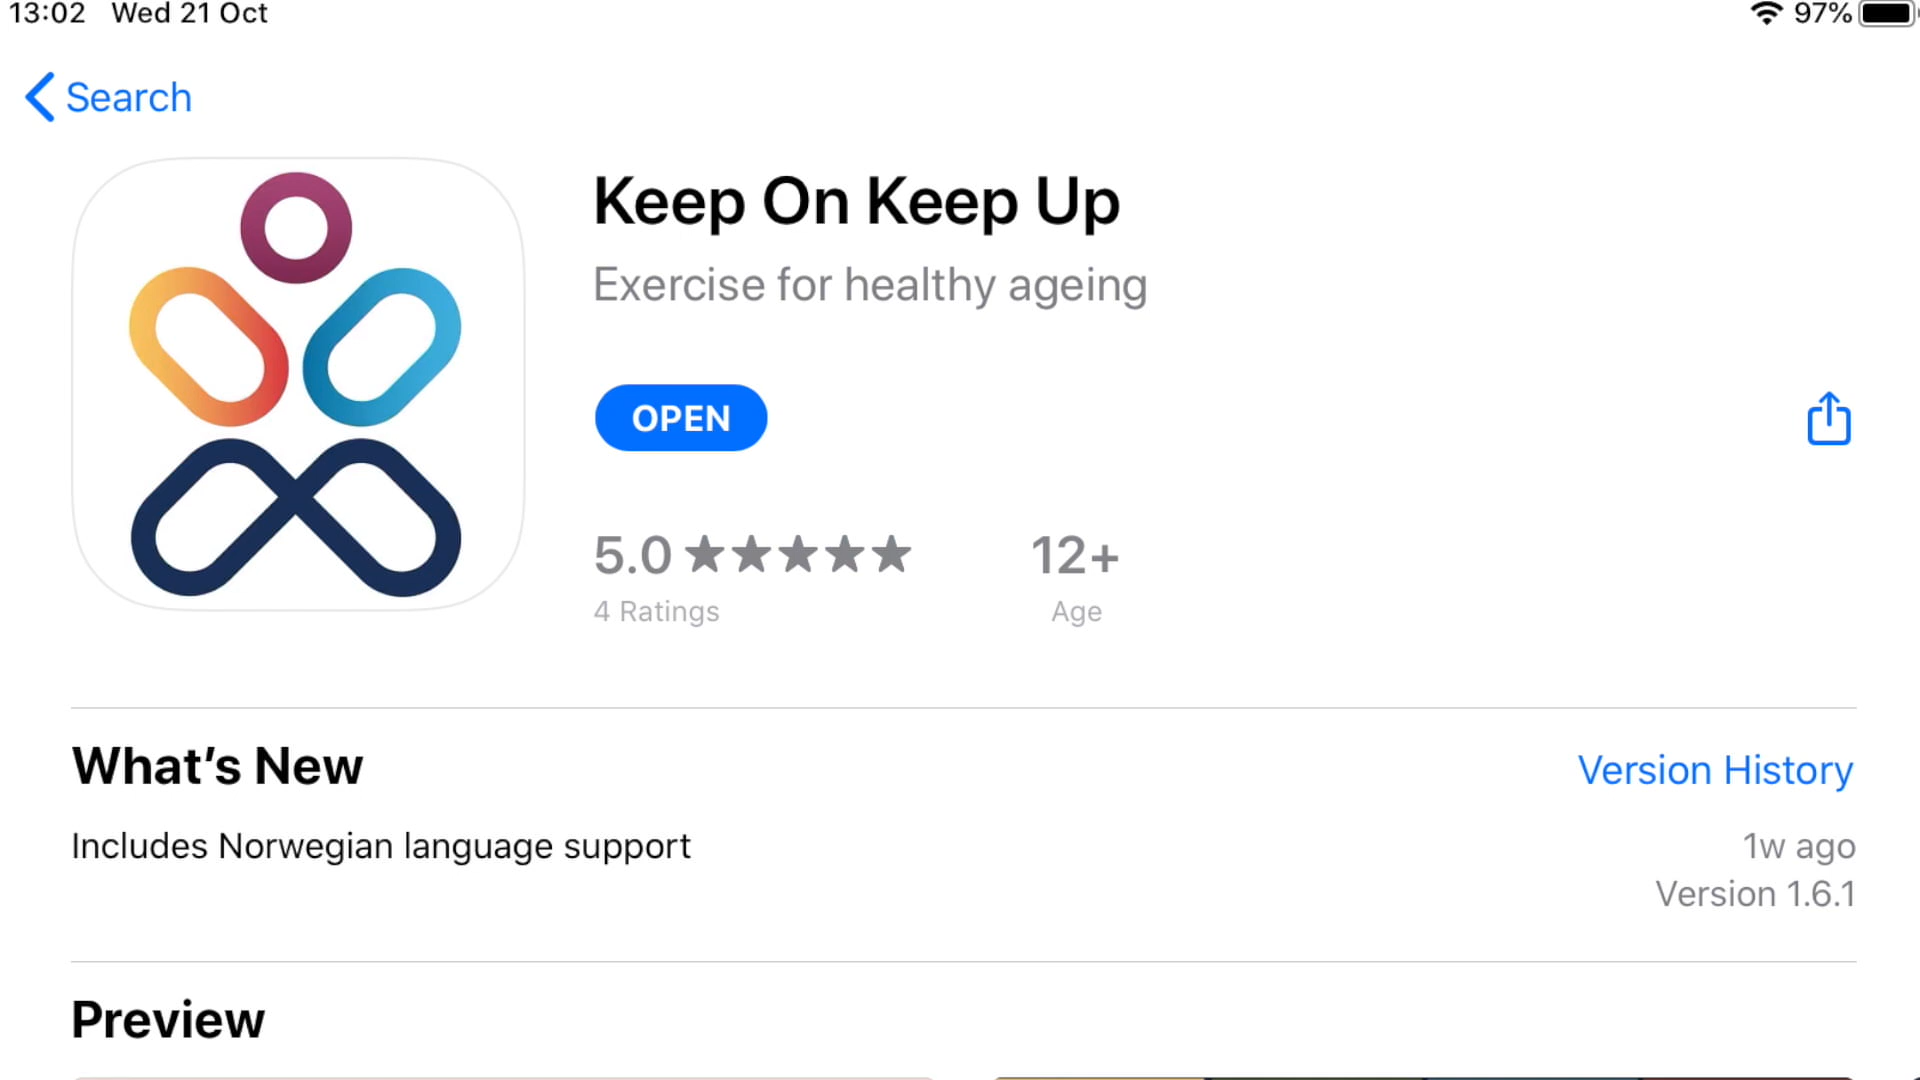 13:02 Wed 21 Oct
97%
Search
Keep On Keep Up
Exercise for healthy ageing
OPEN
5.0 ★★★★★
4 Ratings
12+
Age
What’s New
Version History
Includes Norwegian language support
1w ago
Version 1.6.1
Preview